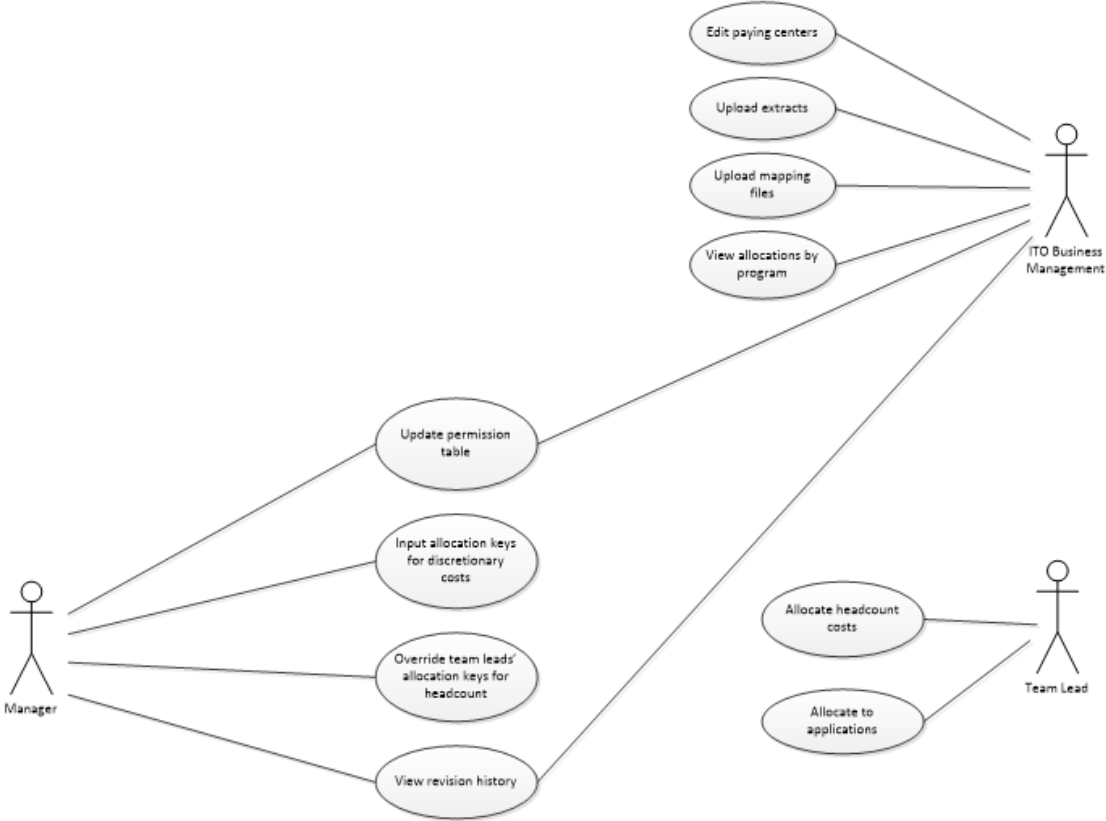 Edit paying centers
Upload extracts
Upload mapping
files
View allocations by
program
ITO Business
Management
Update permission
table
Input allocation keys
for discretionary
costs
Override team leads’
allocation keys for
headcount
View revision history
Manager
Allocate headcount
costs
Allocate to
applications
Team Lead